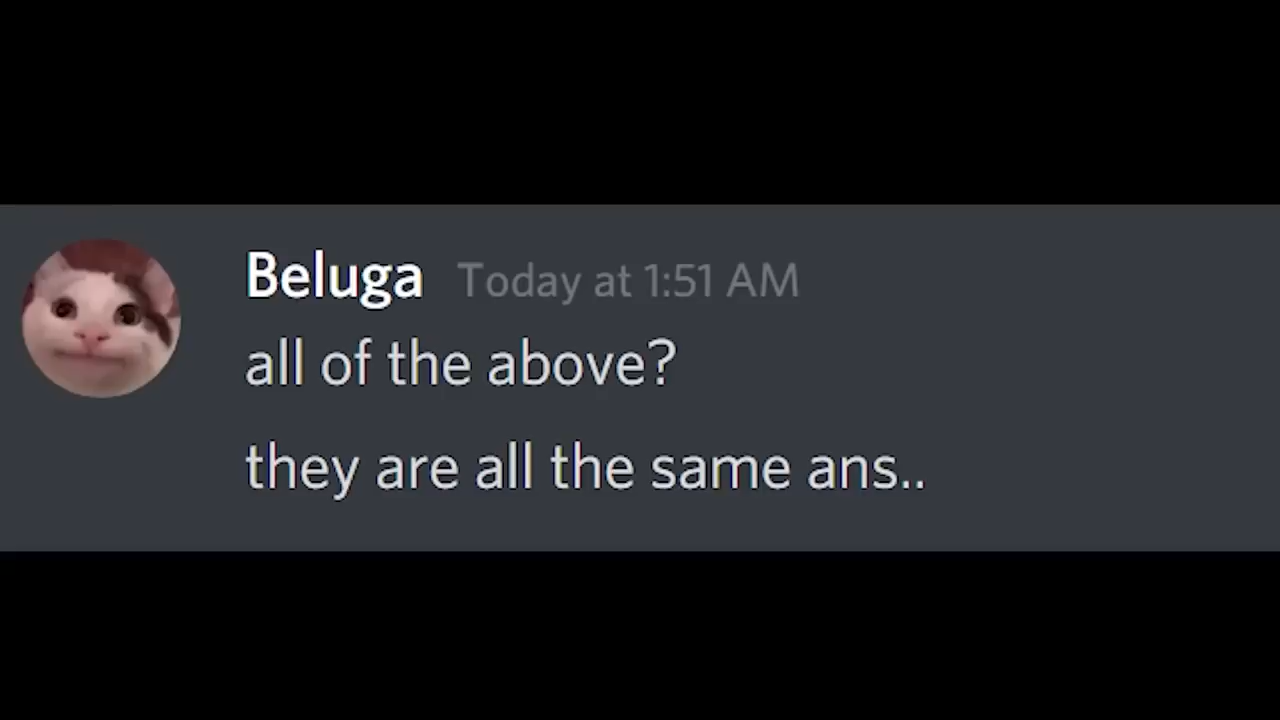 Beluga Today at 1:51 AM
all of the above?
they are all the same ans..